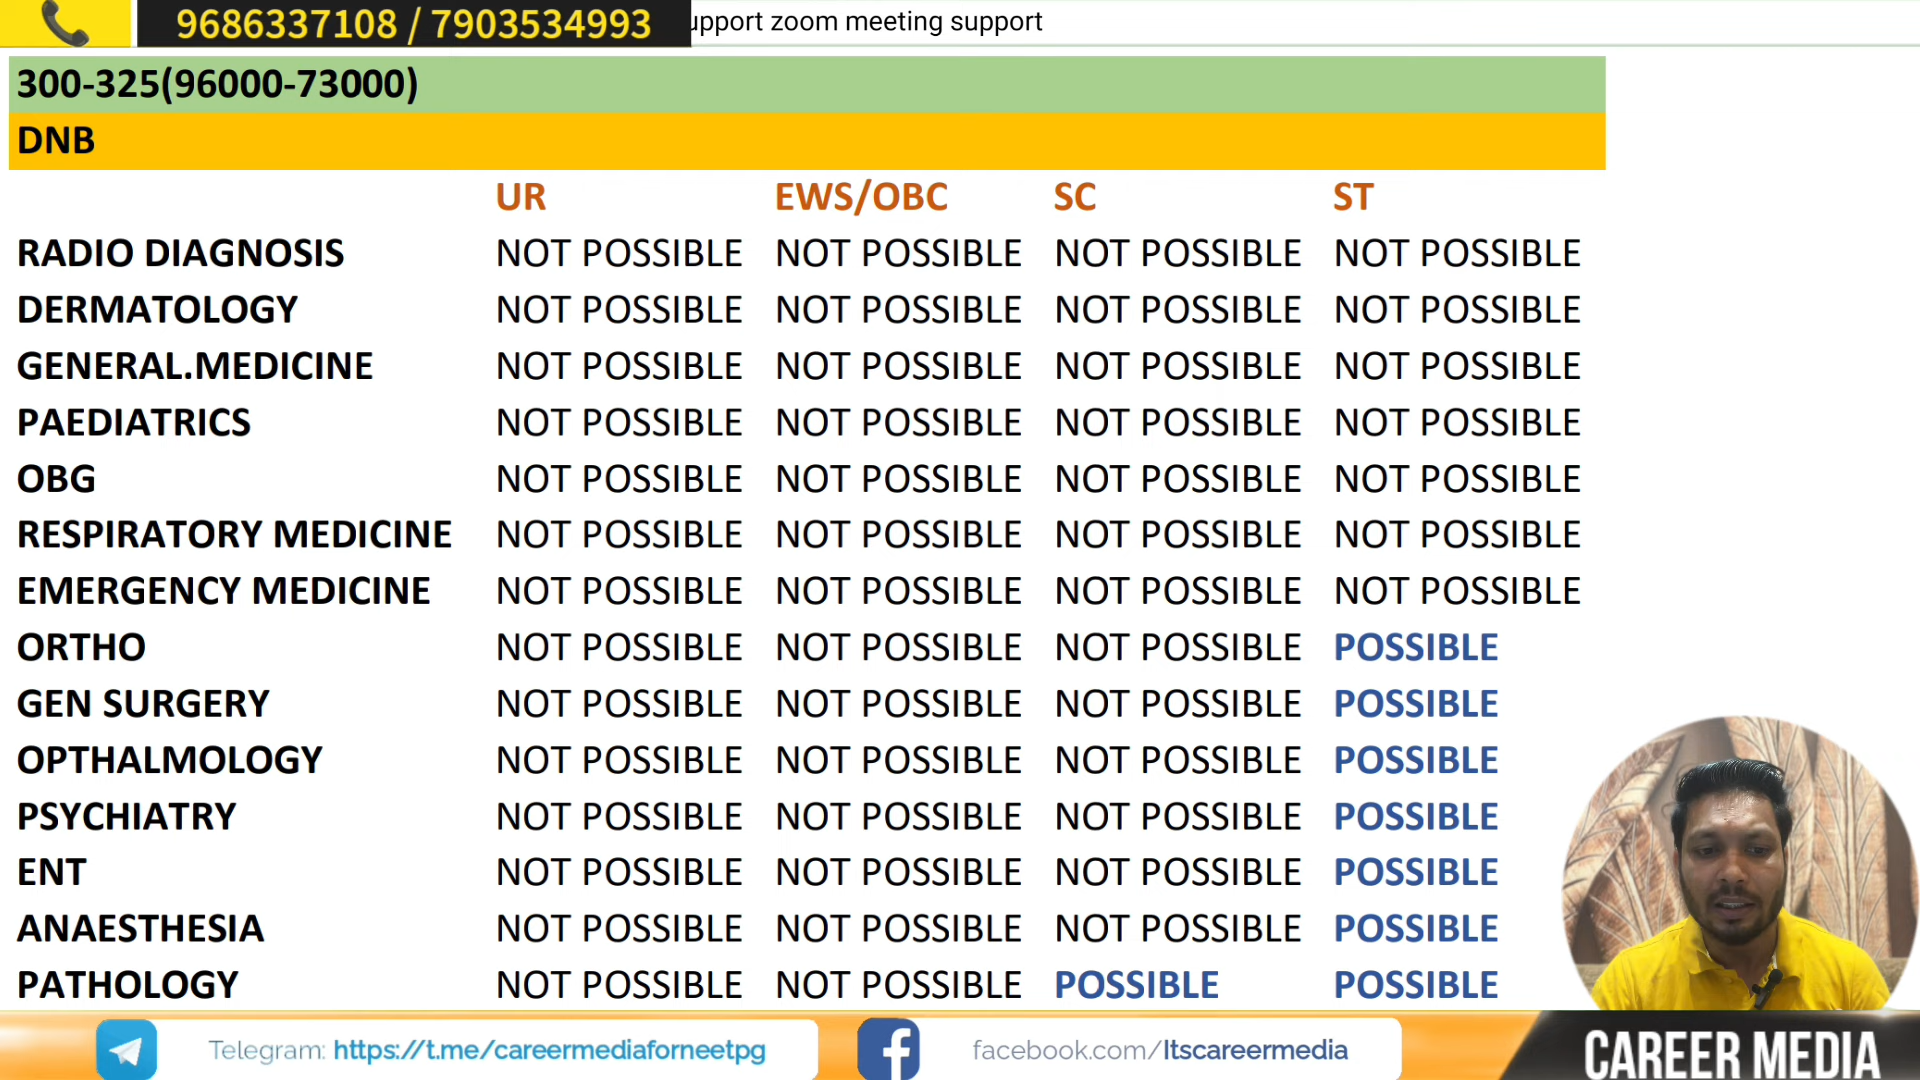 9686337108 / 7903534993
support zoom meeting support
300-325(96000-73000)
DNB
UR EWS/OBC SC ST
RADIO DIAGNOSIS NOT POSSIBLE NOT POSSIBLE NOT POSSIBLE NOT POSSIBLE
DERMATOLOGY NOT POSSIBLE NOT POSSIBLE NOT POSSIBLE NOT POSSIBLE
GENERAL.MEDICINE NOT POSSIBLE NOT POSSIBLE NOT POSSIBLE NOT POSSIBLE
PAEDIATRICS NOT POSSIBLE NOT POSSIBLE NOT POSSIBLE NOT POSSIBLE
OBG NOT POSSIBLE NOT POSSIBLE NOT POSSIBLE NOT POSSIBLE
RESPIRATORY MEDICINE NOT POSSIBLE NOT POSSIBLE NOT POSSIBLE NOT POSSIBLE
EMERGENCY MEDICINE NOT POSSIBLE NOT POSSIBLE NOT POSSIBLE NOT POSSIBLE
ORTHO NOT POSSIBLE NOT POSSIBLE NOT POSSIBLE POSSIBLE
GEN SURGERY NOT POSSIBLE NOT POSSIBLE NOT POSSIBLE POSSIBLE
OPTHALMOLOGY NOT POSSIBLE NOT POSSIBLE NOT POSSIBLE POSSIBLE
PSYCHIATRY NOT POSSIBLE NOT POSSIBLE NOT POSSIBLE POSSIBLE
ENT NOT POSSIBLE NOT POSSIBLE NOT POSSIBLE POSSIBLE
ANAESTHESIA NOT POSSIBLE NOT POSSIBLE NOT POSSIBLE POSSIBLE
PATHOLOGY NOT POSSIBLE NOT POSSIBLE POSSIBLE POSSIBLE
Telegram: https://t.me/careermediaforneetpg
facebook.com/Itscareermedia
CAREER MEDIA